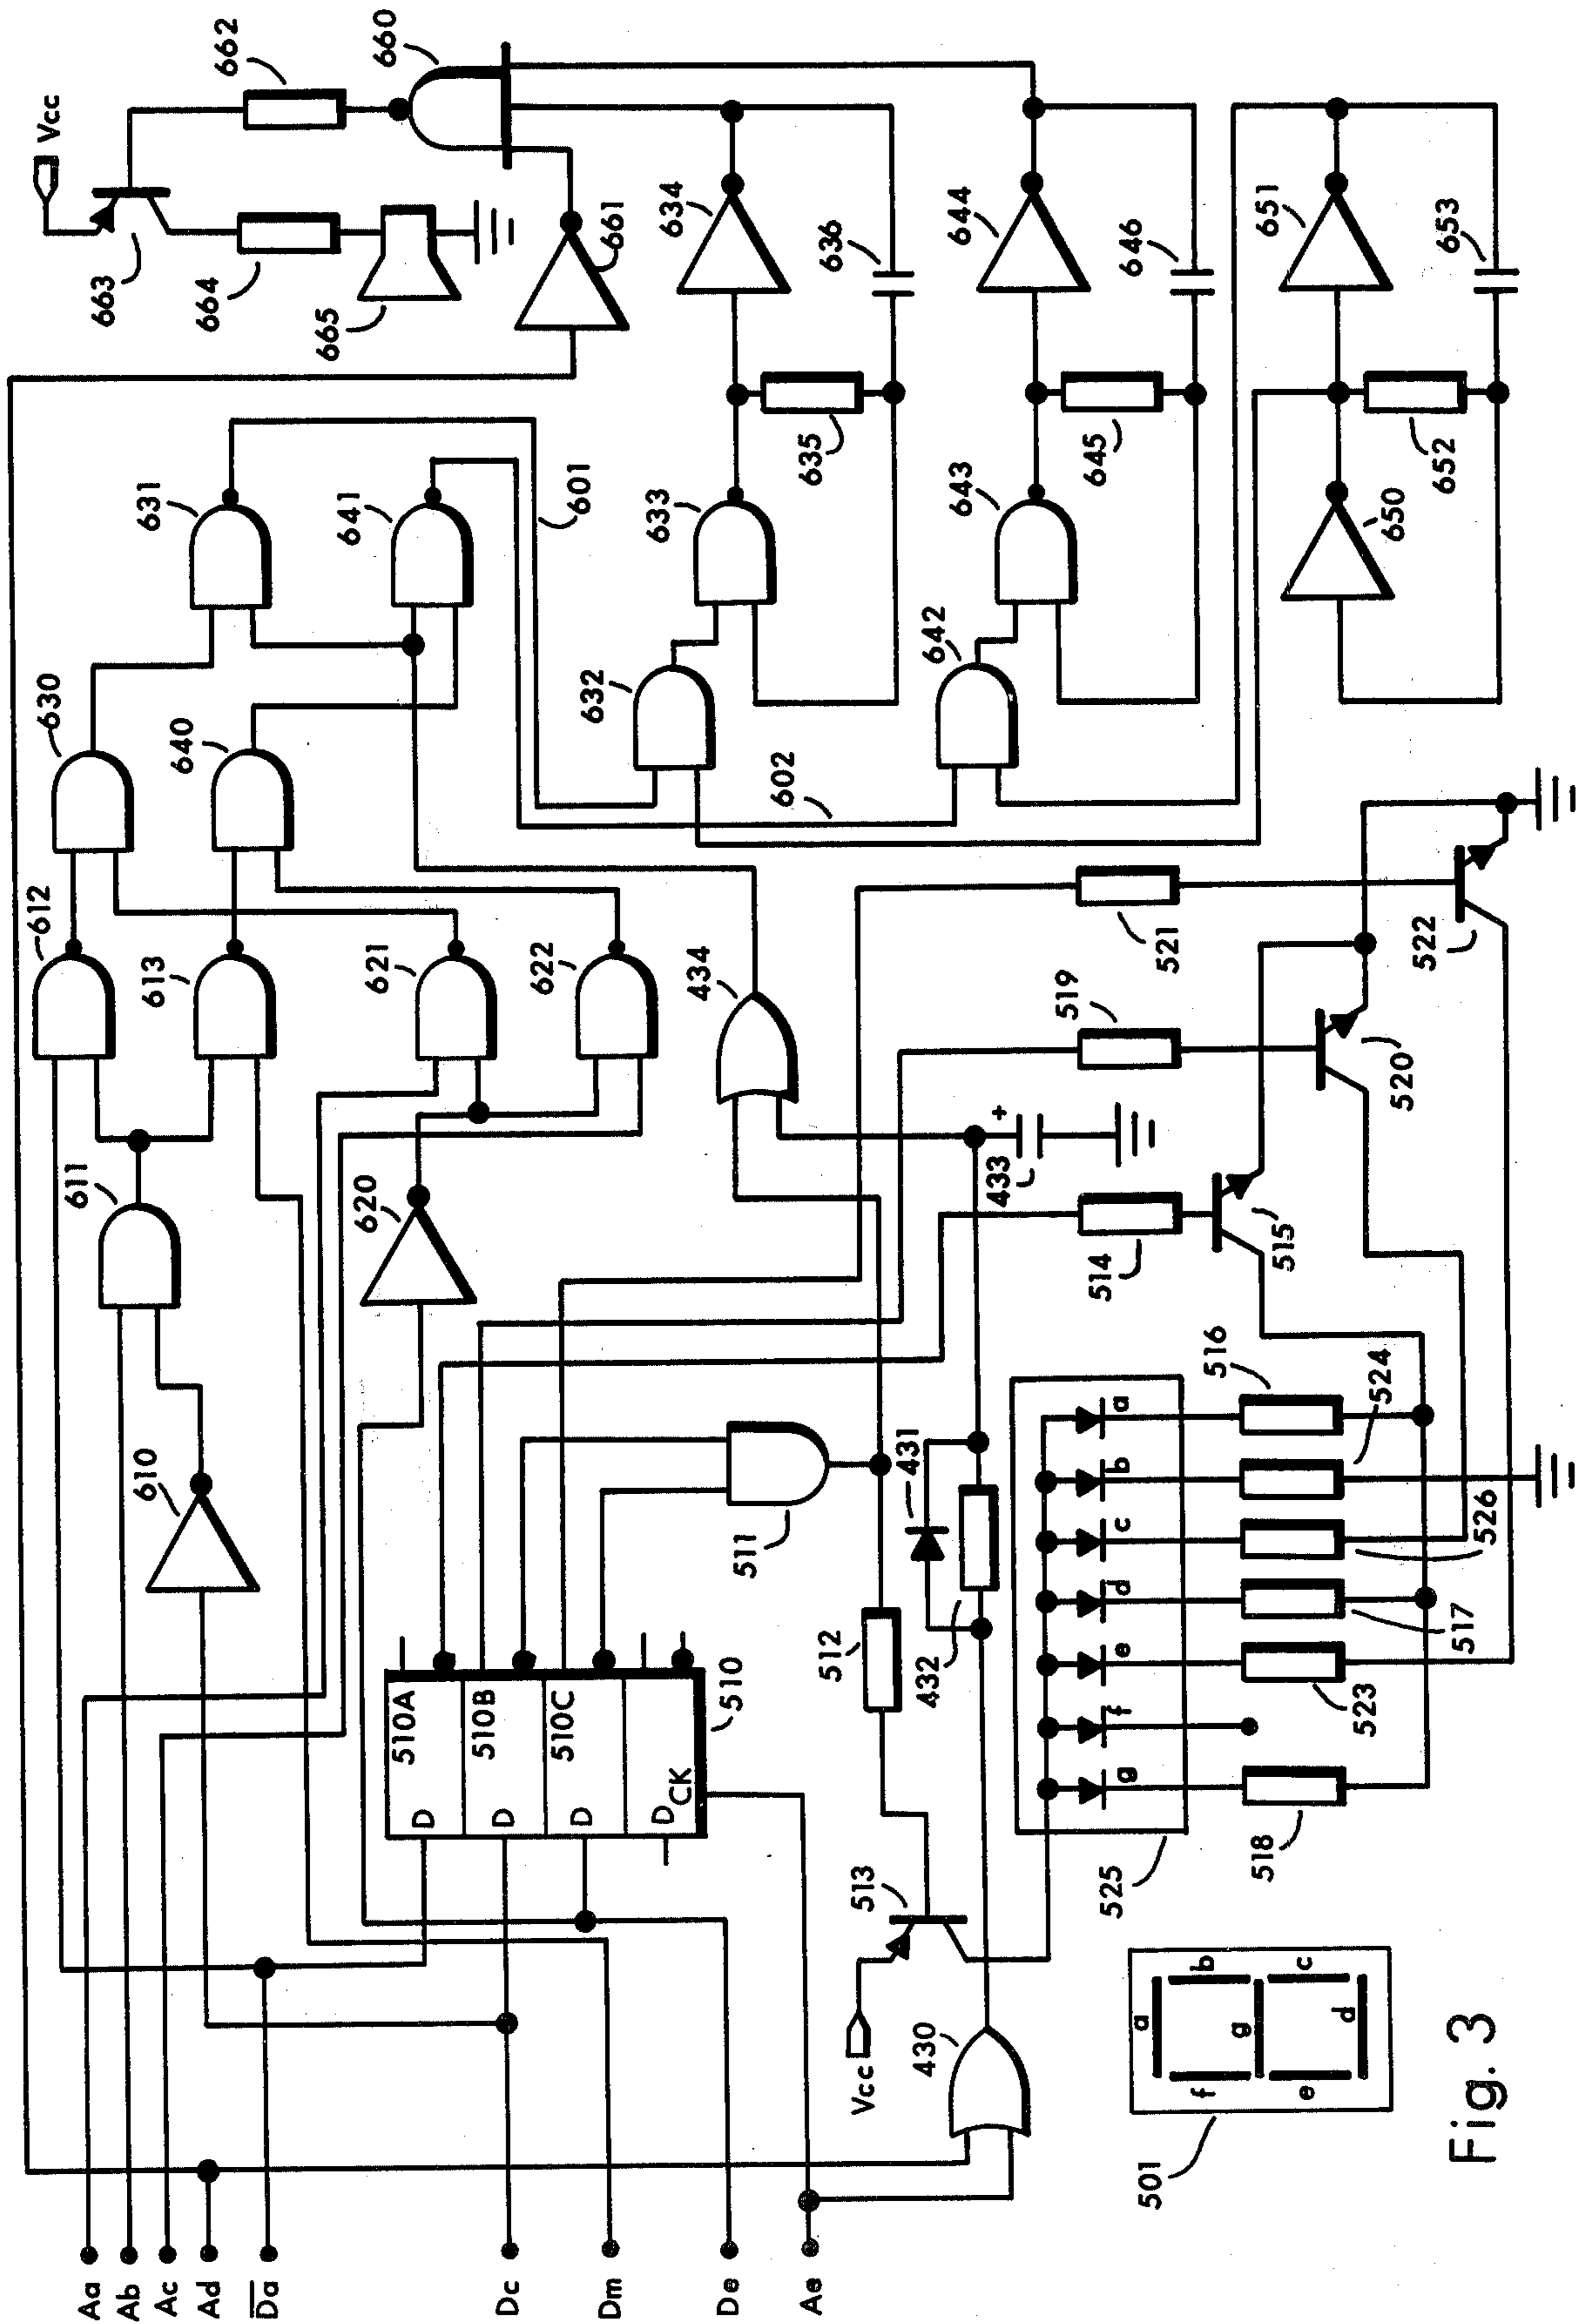 Aa
Ab
Ac
Ad
Da
Dc
Dm
De
Ae
610
611
612
613
620
621
622
630
640
631
641
601
602
Vcc
662
660
663
664
665
661
510A
510B
510C
D
D
D
D
CK
510
511
512
513
Vcc
430
431
432
433
+
434
514
515
519
520
521
522
632
633
634
635
636
642
643
644
645
646
650
651
652
653
g f e d c b a
525
518
523
517
526
524
516
501
a
b
c
d
e
f
g
Fig. 3